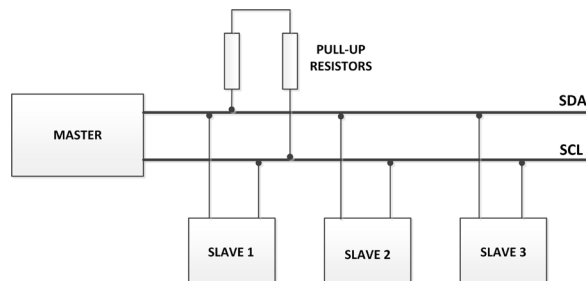 PULL-UP
RESISTORS
SDA
MASTER
SCL
SLAVE 1
SLAVE 2
SLAVE 3